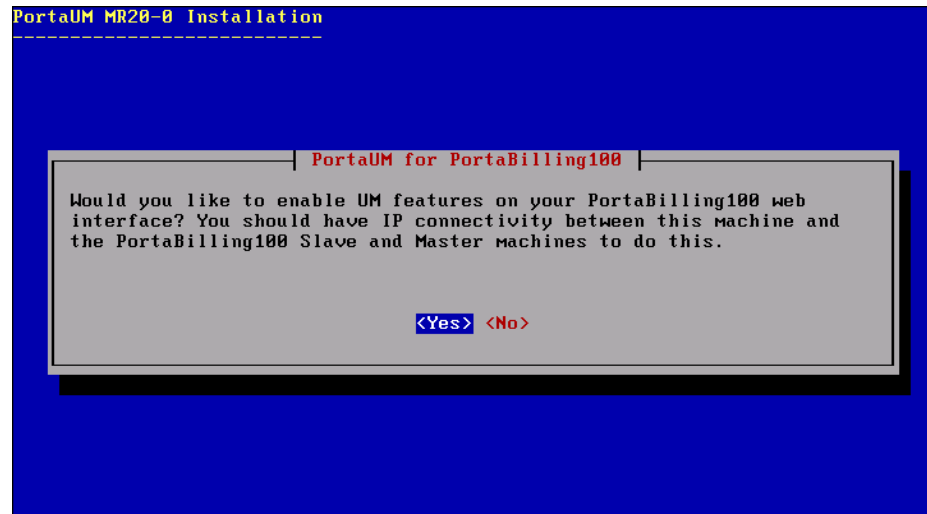 PortaUM MR20-0 Installation
---------------------------
PortaUM for PortaBilling100
Would you like to enable UM features on your PortaBilling100 web
interface? You should have IP connectivity between this machine and
the PortaBilling100 Slave and Master machines to do this.
<Yes> <No>